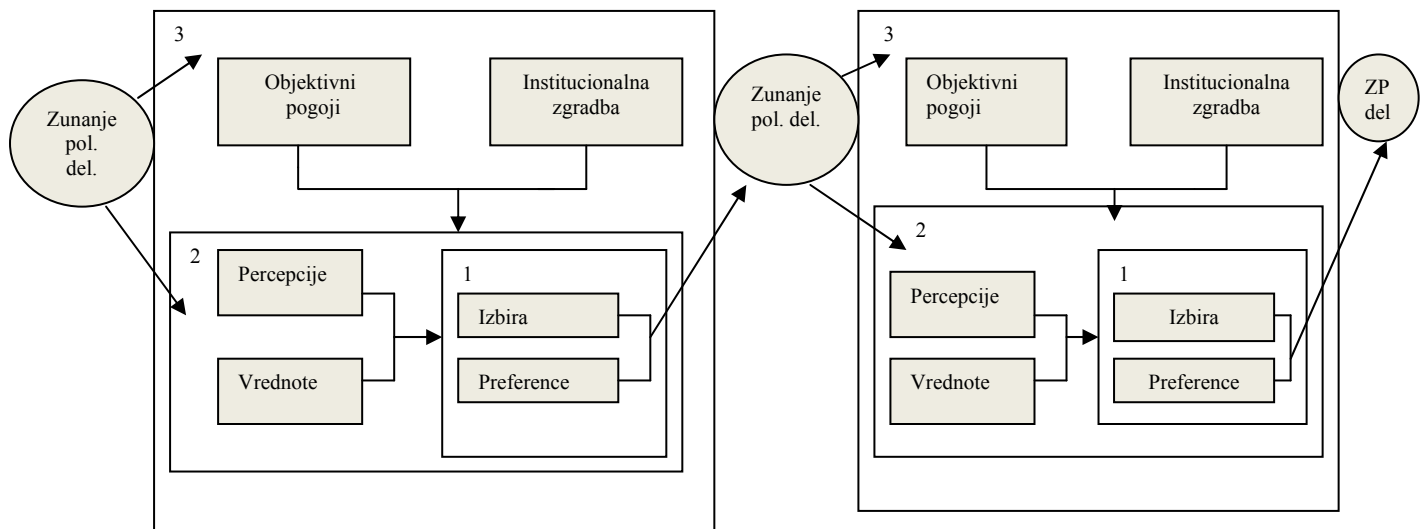 Zunanje
pol.
del.
3
Objektivni
pogoji
Institucionalna
zgradba
2
Percepcije
Vrednote
1
Izbira
Preference
Zunanje
pol. del.
3
Objektivni
pogoji
Institucionalna
zgradba
2
Percepcije
Vrednote
1
Izbira
Preference
ZP
del